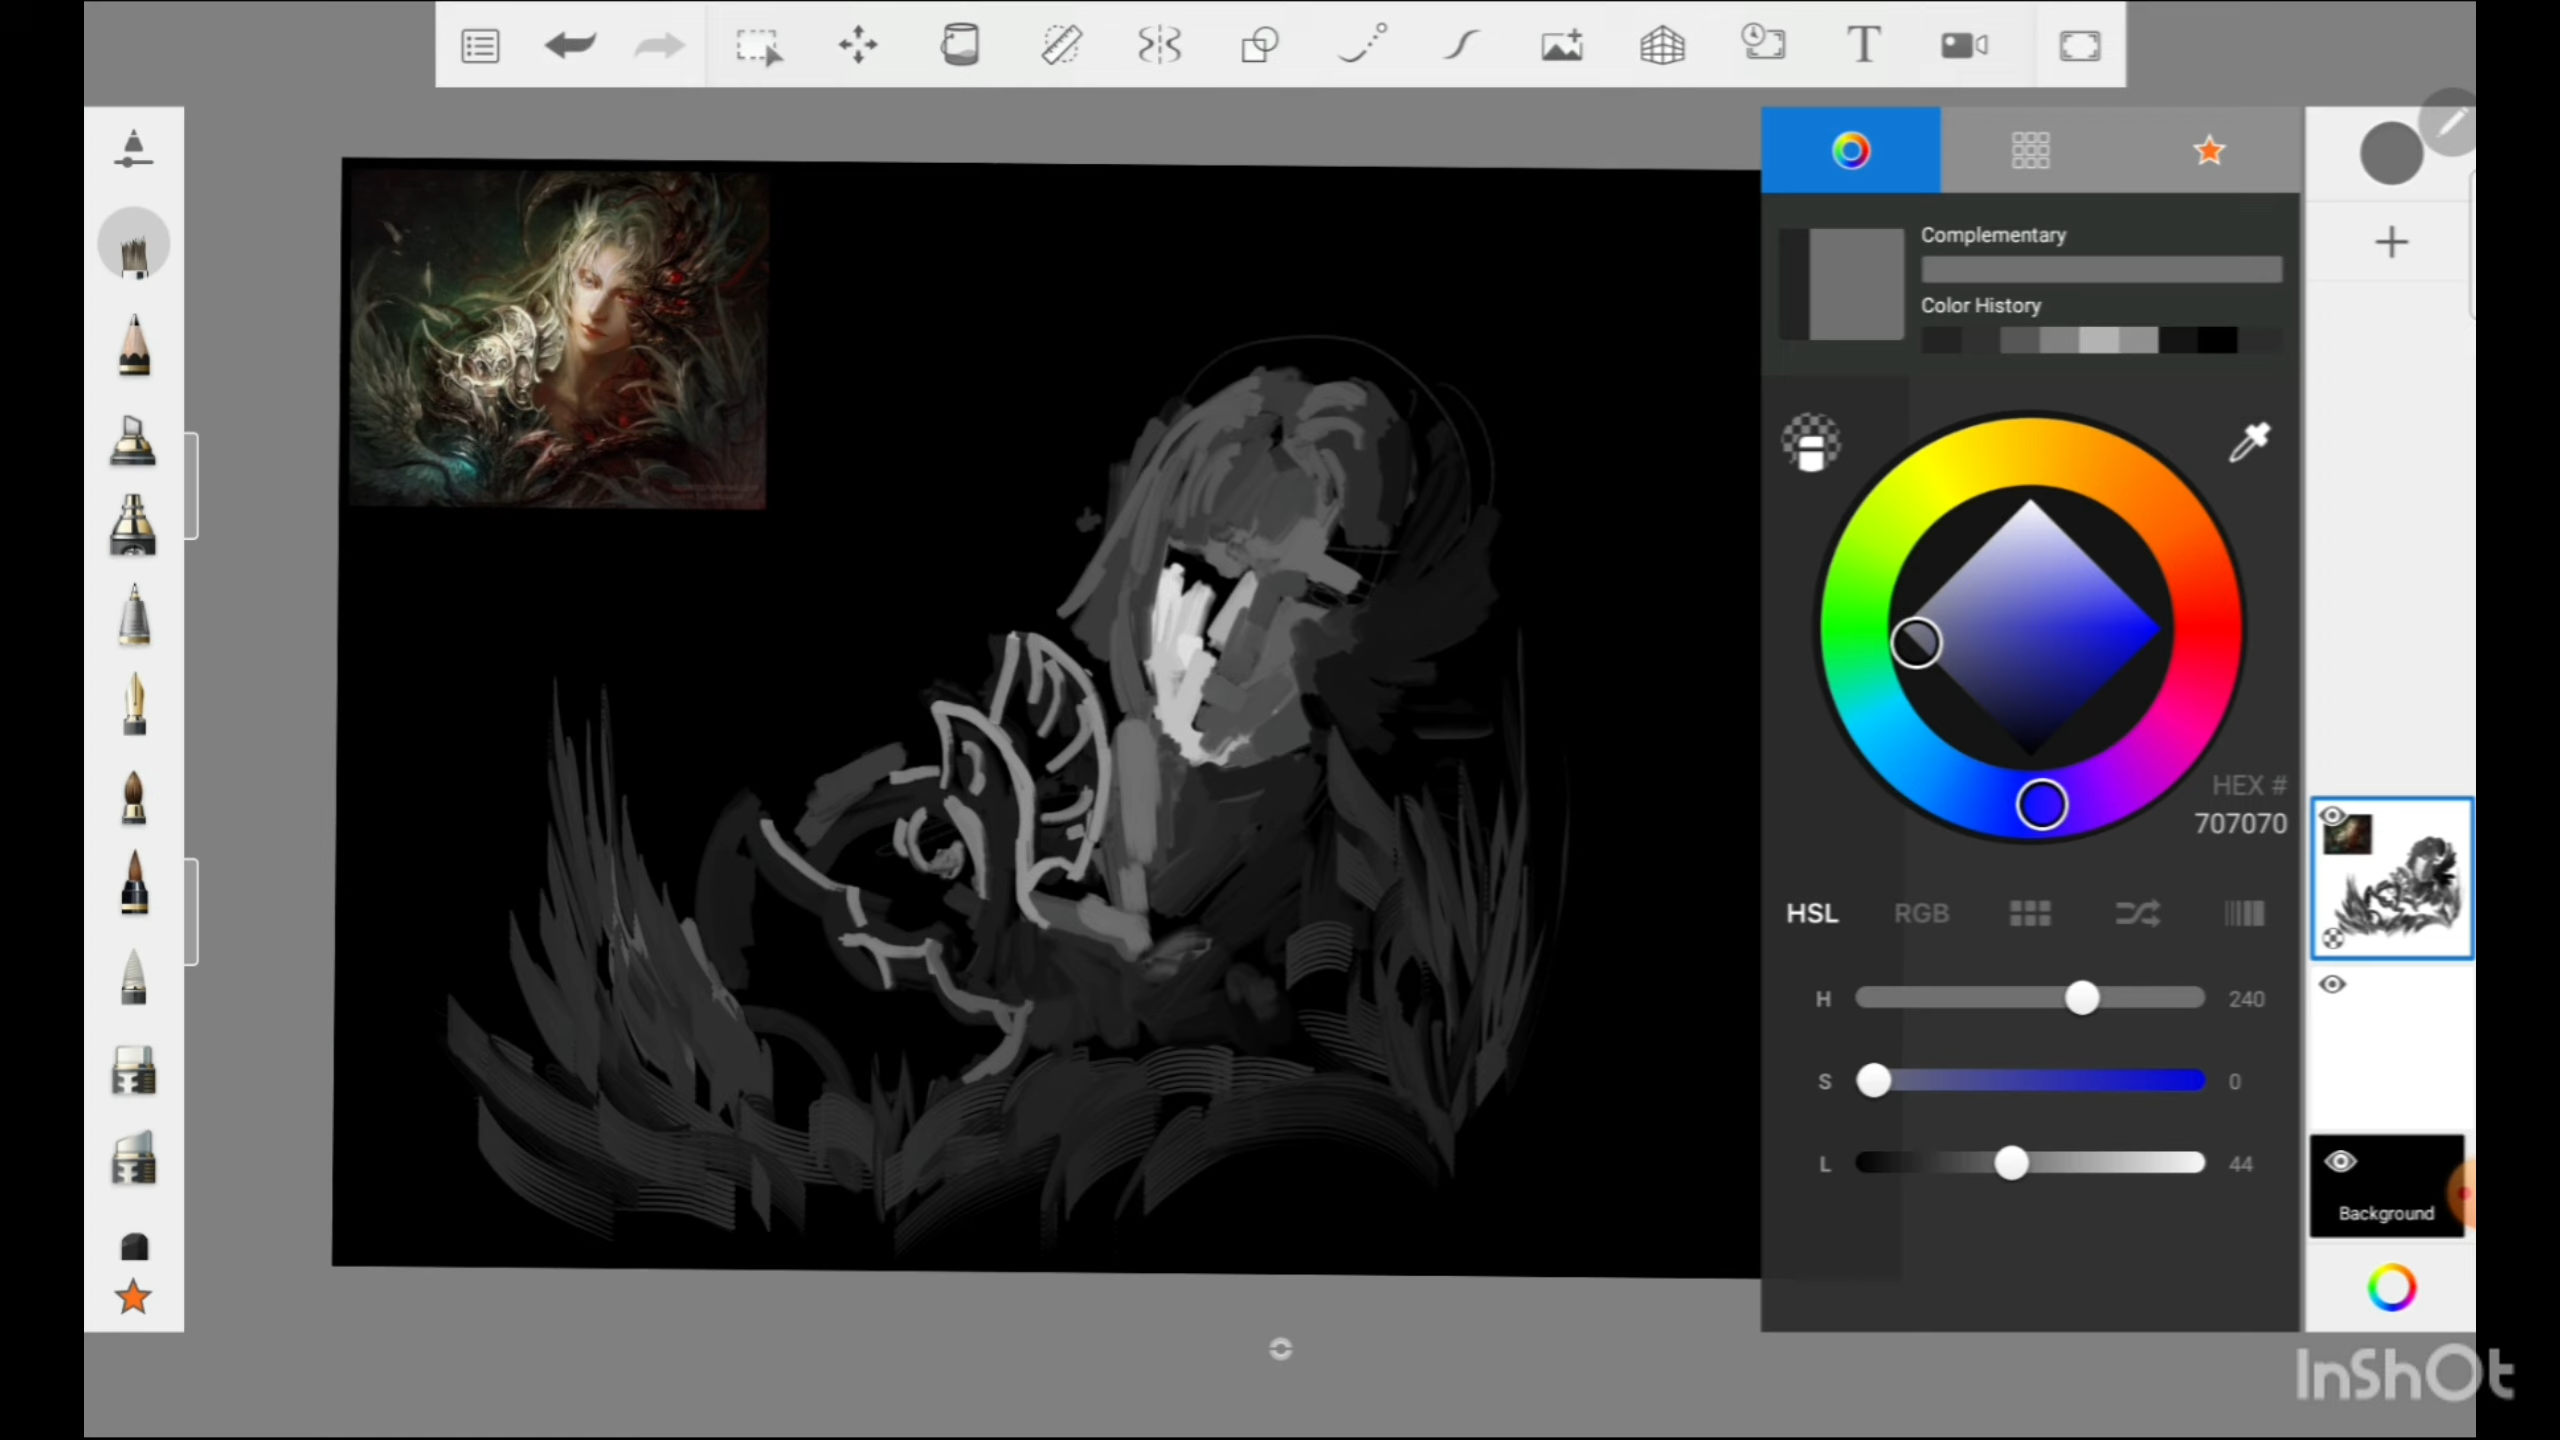 T
Complementary
Color History
HEX #
707070
HSL RGB
H 240
S 0
L 44
Background
InShOt